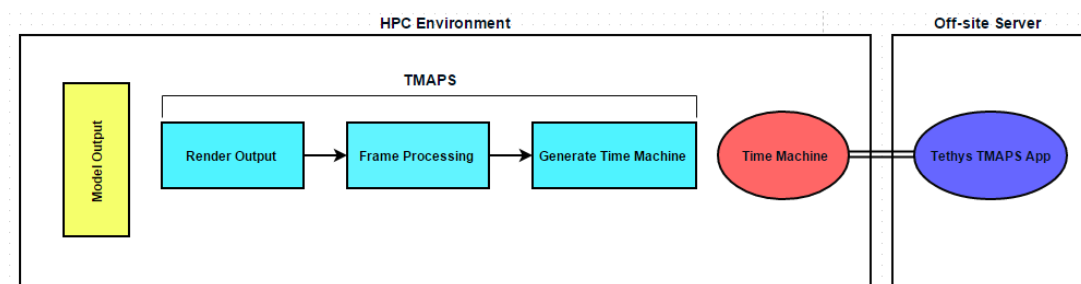 HPC Environment
Off-site Server
TMAPS
Model Output
Render Output
Frame Processing
Generate Time Machine
Time Machine
Tethys TMAPS App